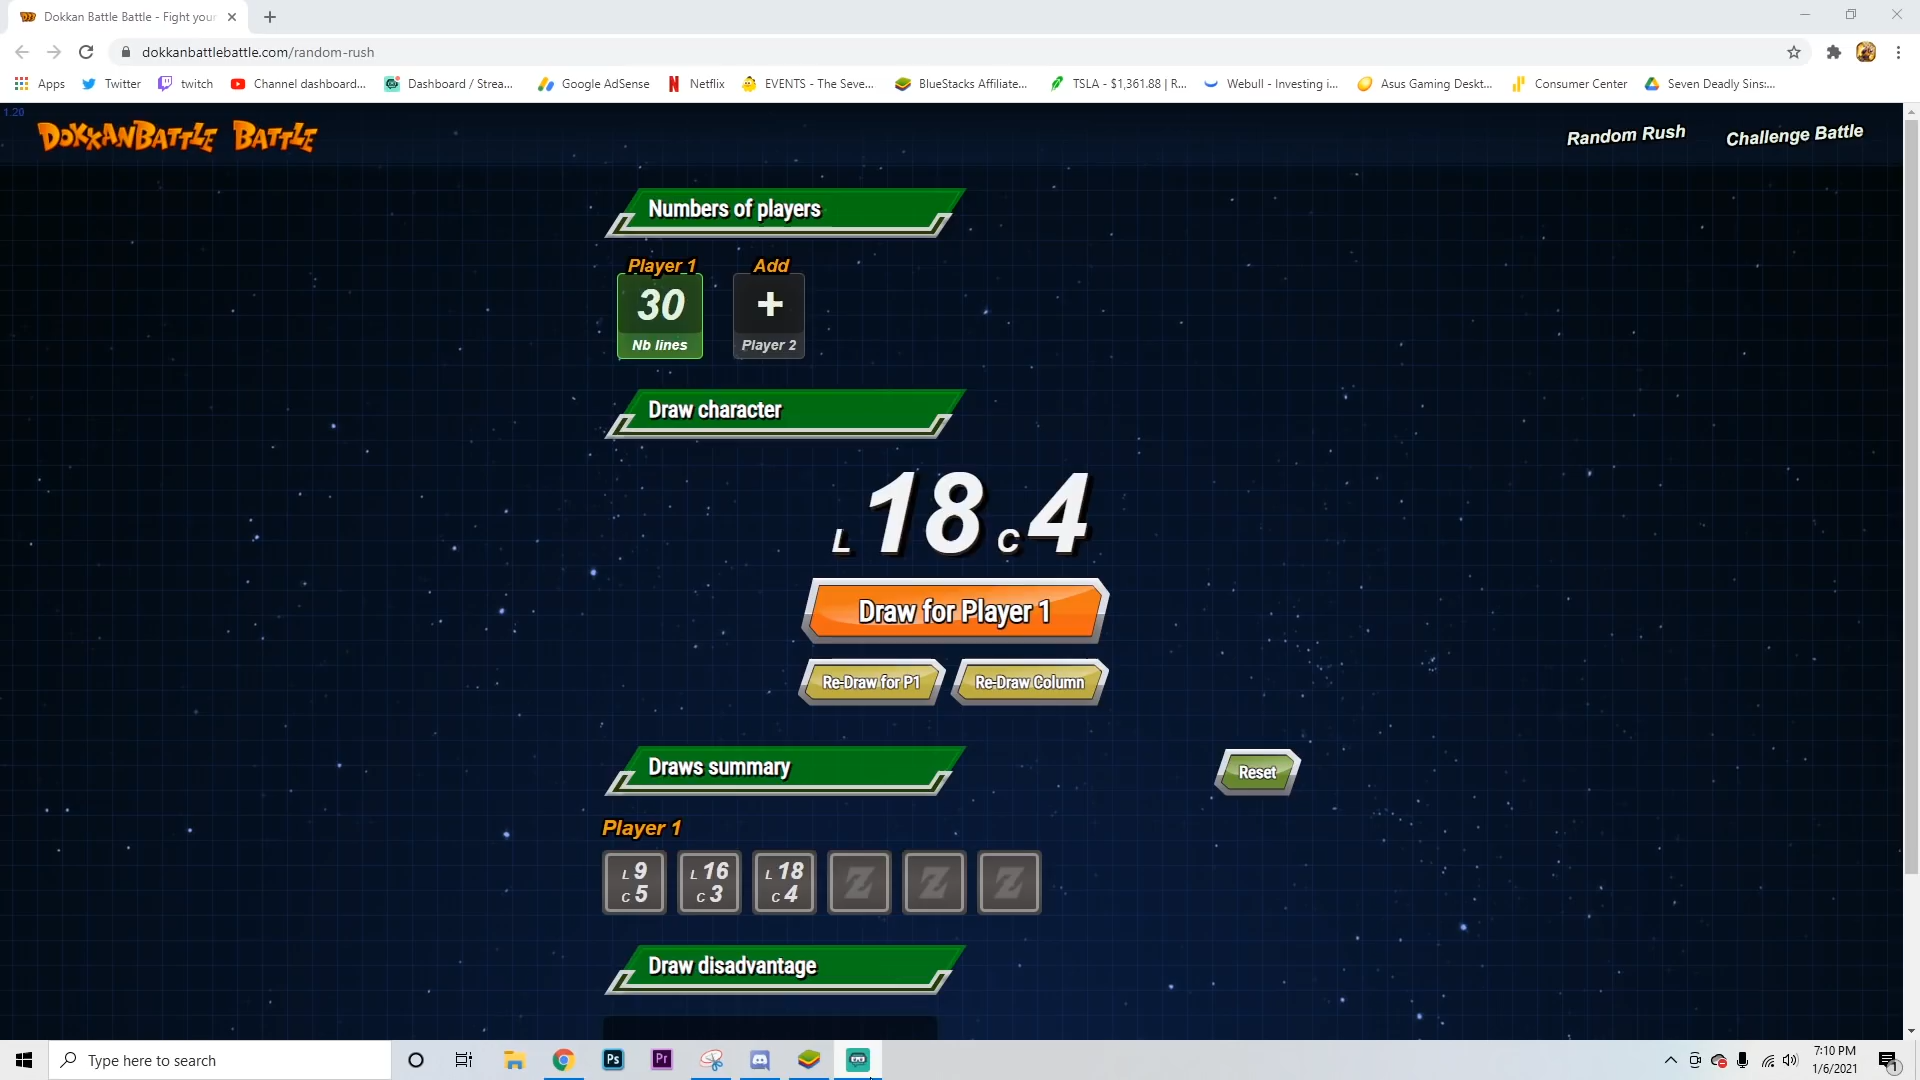 Dokkan Battle Battle - Fight your
dokkanbattlebattle.com/random-rush
Apps Twitter twitch Channel dashboard... Dashboard / Strea... Google AdSense Netflix EVENTS - The Seve... BlueStacks Affiliate... TSLA - $1,361.88 | R... Webull - Investing i... Asus Gaming Deskt... Consumer Center Seven Deadly Sins:...
1.20
DOKKANBATTLE BATTLE
Random Rush Challenge Battle
Numbers of players
Player 1 Add
30 +
Nb lines Player 2
Draw character
L 18 C 4
Draw for Player 1
Re-Draw for P1 Re-Draw Column
Draws summary
Reset
Player 1
L 9 L 16 L 18
C 5 C 3 C 4
Z Z Z
Draw disadvantage
Type here to search
Ps Pr
7:10 PM
1/6/2021
1